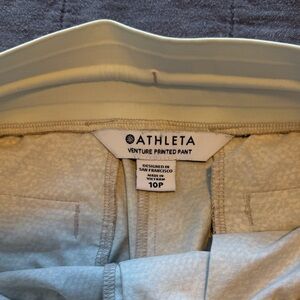 ATHLETA
VENTURE PRINTED PANT
DESIGNED IN
SAN FRANCISCO
MADE IN
VIETNAM
10P